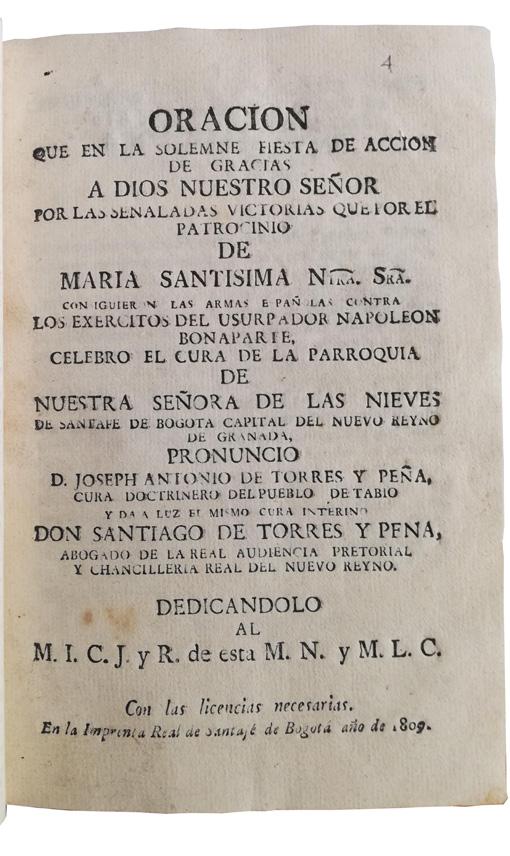 4
ORACION
QUE EN LA SOLEMNE FIESTA DE ACCION
DE GRACIAS
A DIOS NUESTRO SEÑOR
POR LAS SENALADAS VICTORIAS QUE POR EL
PATROCINIO
DE
MARIA SANTISIMA NTRA. SRA.
CONSIGUIERON LAS ARMAS ESPAÑOLAS CONTRA
LOS EXERCITOS DEL USURPADOR NAPOLEON
BONAPARTE,
CELEBRO EL CURA DE LA PARROQUIA
DE
NUESTRA SEÑORA DE LAS NIEVES
DE SANTAFE DE BOGOTA CAPITAL DEL NUEVO REYNO
DE GRANADA,
PRONUNCIO
D. JOSEPH ANTONIO DE TORRES Y PEÑA,
CURA DOCTRINERO DEL PUEBLO DE TABIO
Y DA A LUZ EL MISMO CURA INTERINO
DON SANTIAGO DE TORRES Y PENA,
ABOGADO DE LA REAL AUDIENCIA PRETORIAL
Y CHANCILLERIA REAL DEL NUEVO REYNO.
DEDICANDOLO
AL
M. I. C. J. y R. de esta M. N. y M. L. C.
Con las licencias necesarias.
En la Imprenta Real de Santafé de Bogotá año de 1809.